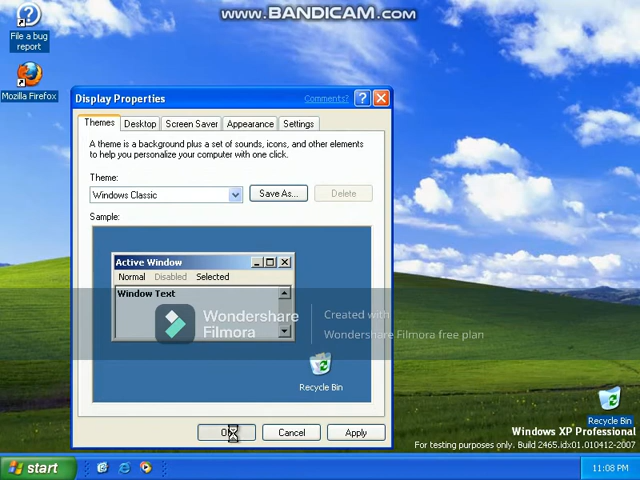 www.BANDICAM.com
File a bug
report
Mozilla Firefox
Display Properties
Comments?
Themes
Desktop
Screen Saver
Appearance
Settings
A theme is a background plus a set of sounds, icons, and other elements
to help you personalize your computer with one click.
Theme:
Windows Classic
Save As...
Delete
Sample:
Active Window
Normal Disabled Selected
Window Text
Wondershare
Filmora
Created with
Wondershare Filmora free plan
Recycle Bin
OK Cancel Apply
Recycle Bin
Windows XP Professional
For testing purposes only. Build 2465.idx01.010412-2007
start
11:08 PM